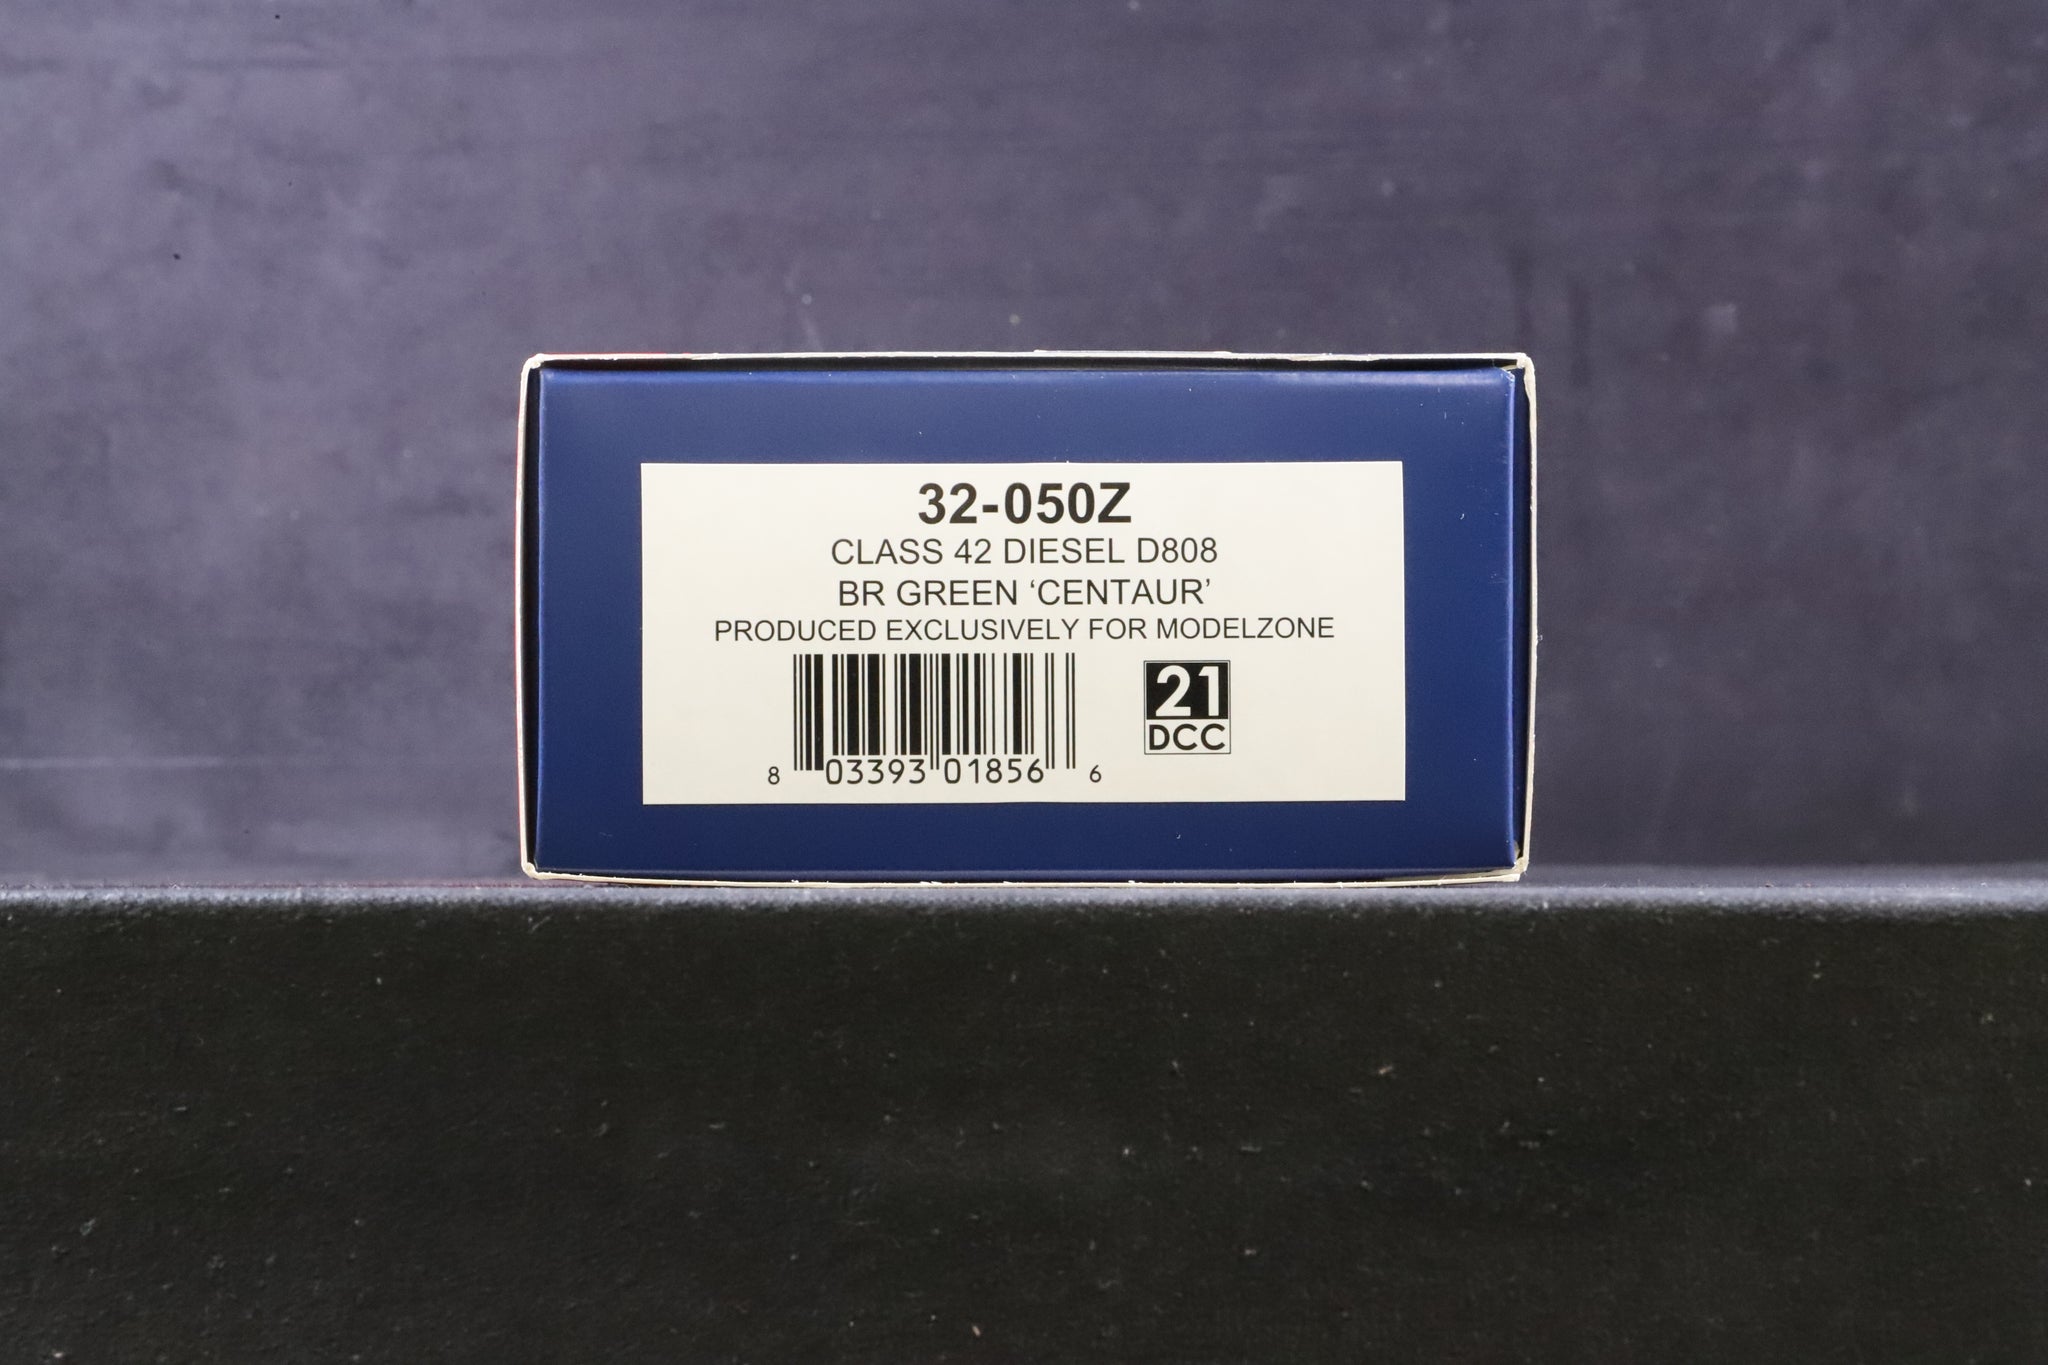 32-050Z
CLASS 42 DIESEL D808
BR GREEN ‘CENTAUR’
PRODUCED EXCLUSIVELY FOR MODELZONE
21
DCC
8 03393 01856 6